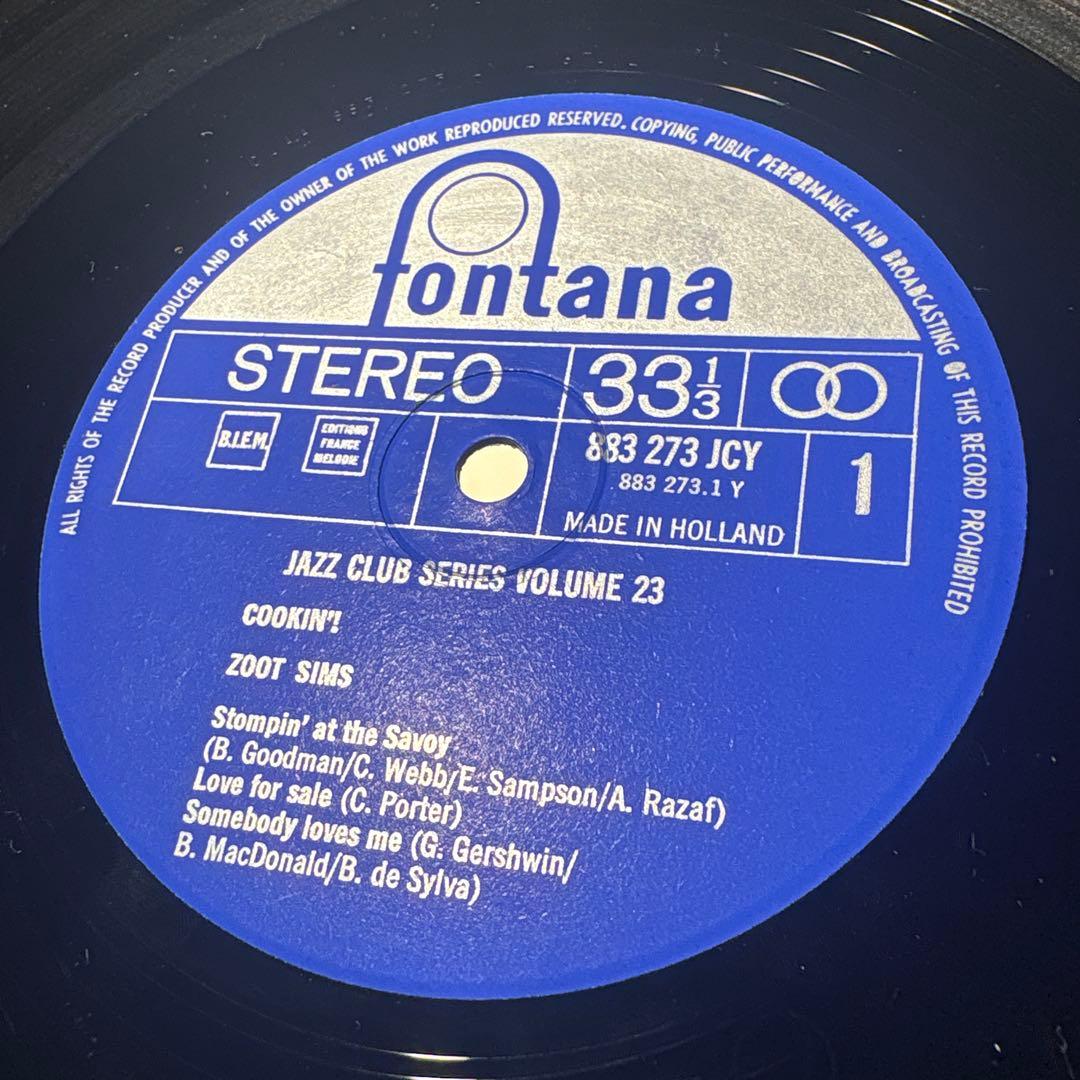 ALL RIGHTS OF THE RECORD PRODUCER AND OF THE OWNER OF THE WORK REPRODUCED RESERVED. COPYING, PUBLIC PERFORMANCE AND BROADCASTING OF THIS RECORD PROHIBITED
fontana
STEREO 33⅓
B.I.E.M. EDITIONS FRANCE MELODIE 883 273 JCY 1
883 273.1 Y
MADE IN HOLLAND
JAZZ CLUB SERIES VOLUME 23
COOKIN'!
ZOOT SIMS
Stompin' at the Savoy
(B. Goodman/C. Webb/E. Sampson/A. Razaf)
Love for sale (C. Porter)
Somebody loves me (G. Gershwin/
B. MacDonald/B. de Sylva)